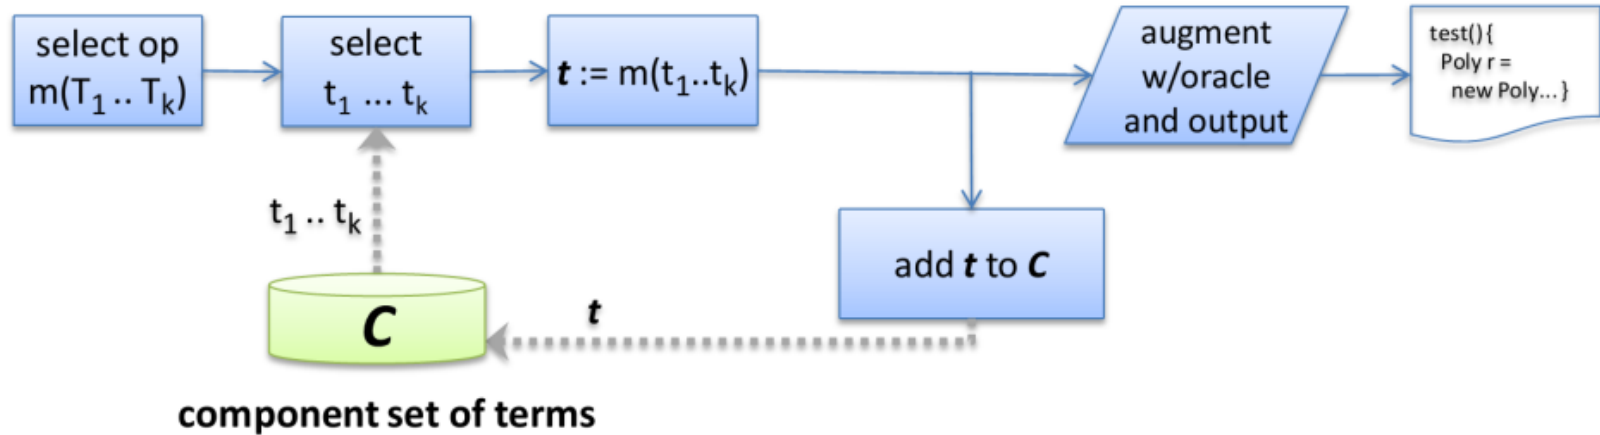 select op
m(T₁ .. Tₖ)
select
t₁ ... tₖ
t := m(t₁..tₖ)
augment
w/oracle
and output
test(){
Poly r =
new Poly... }
t₁ .. tₖ
add t to C
t
C
component set of terms